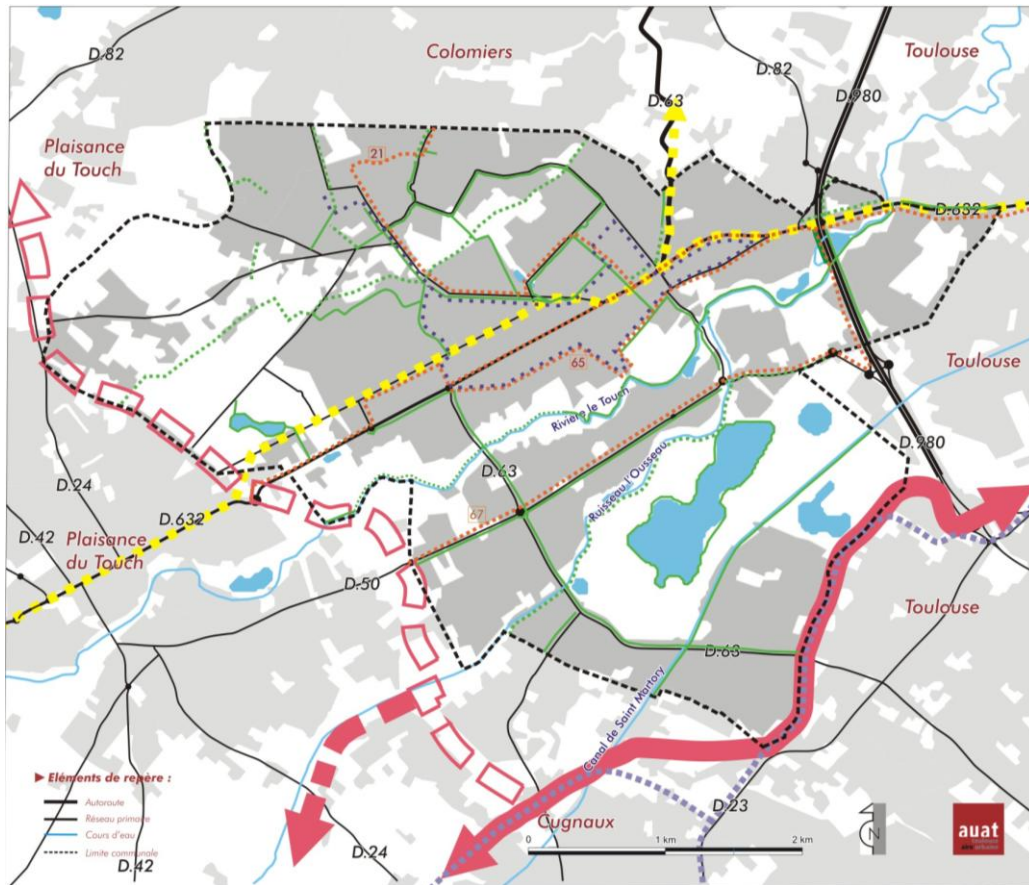 D.82
Colomiers
Toulouse
D.82
D.980
D.63
Plaisance
du Touch
21
D.632
65
Toulouse
Rivière le Touch
D.980
D.63
Ruisseau l'Ousseau
D.24
67
D.632
D.42
Plaisance
du Touch
D.50
Toulouse
D.63
Canal de Saint Martory
► Eléments de repère :
Autoroute
Réseau primaire
Cours d'eau
Limite communale
D.23
Cugnaux
0
1 km
2 km
N
auat
D.24
D.42